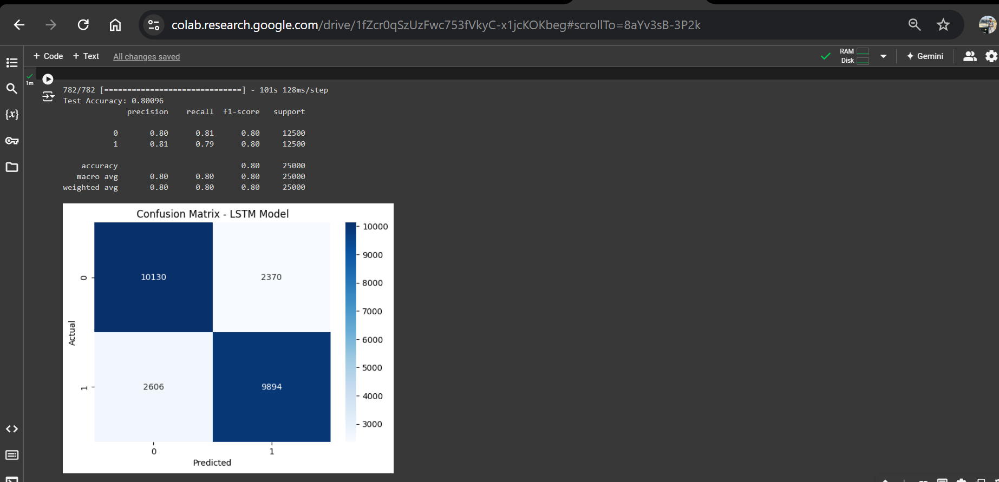 colab.research.google.com/drive/1fZcr0qSzUzFwc753fVkyC-x1jcKOKbeg#scrollTo=8aYv3sB-3P2k
+ Code + Text All changes saved
RAM
Disk
Gemini
1m
{x}
782/782 [==============================] - 101s 128ms/step
Test Accuracy: 0.80096
precision recall f1-score support
0 0.80 0.81 0.80 12500
1 0.81 0.79 0.80 12500
accuracy 0.80 25000
macro avg 0.80 0.80 0.80 25000
weighted avg 0.80 0.80 0.80 25000
Confusion Matrix - LSTM Model
10000
9000
8000
7000
6000
5000
4000
3000
Actual
0
10130 2370
1
2606 9894
0 1
Predicted